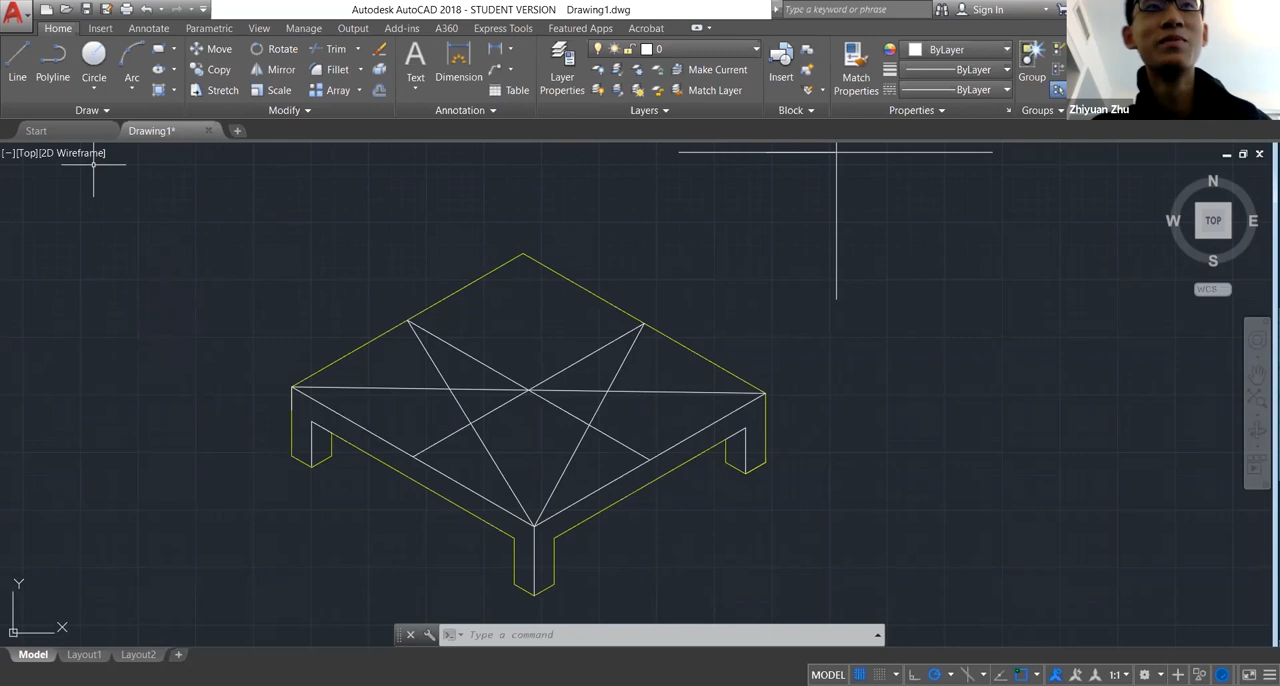 Autodesk AutoCAD 2018 - STUDENT VERSION Drawing1.dwg
Type a keyword or phrase
Sign In
Home Insert Annotate Parametric View Manage Output Add-ins A360 Express Tools Featured Apps Acrobat
Move Rotate Trim
0
ByLayer
Copy Mirror Fillet
Make Current
ByLayer
Line Polyline Circle Arc
Text Dimension
Layer Properties
Insert
Match Properties
Group
Stretch Scale Array
Table
Match Layer
ByLayer
Draw Modify Annotation Layers Block Properties Groups
Zhiyuan Zhu
Start Drawing1*
[−][Top][2D Wireframe]
N
W TOP E
S
WCS
Y
X
Type a command
Model Layout1 Layout2
MODEL 1:1